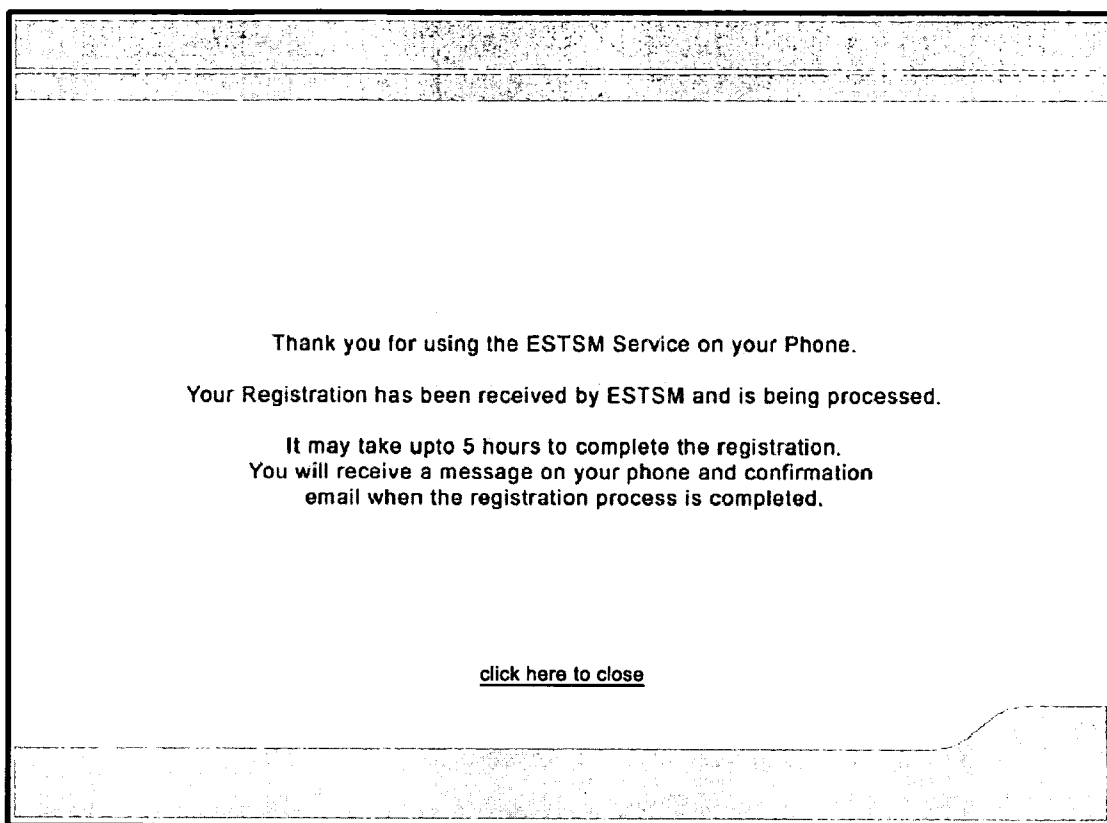 Thank you for using the ESTSM Service on your Phone.
Your Registration has been received by ESTSM and is being processed.
It may take upto 5 hours to complete the registration.
You will receive a message on your phone and confirmation
email when the registration process is completed.
click here to close